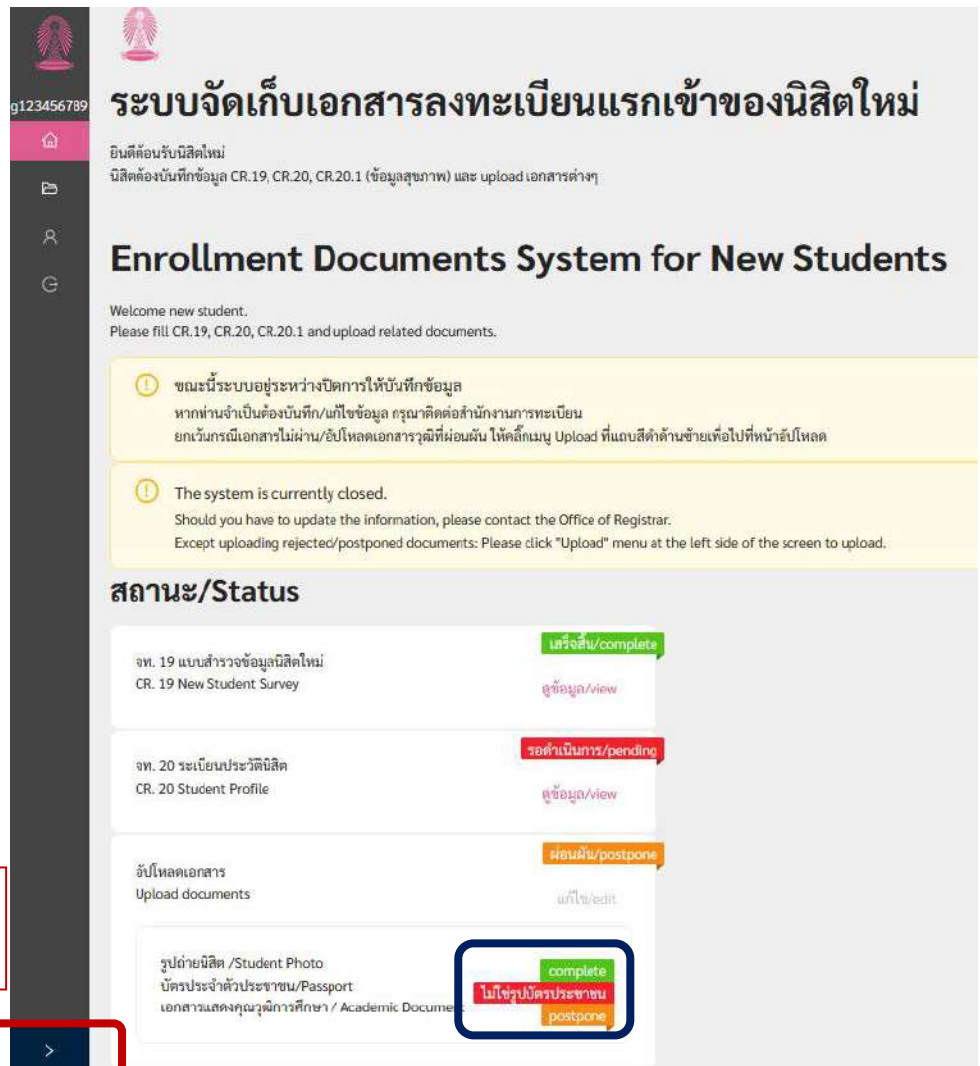 g123456789
ระบบจัดเก็บเอกสารลงทะเบียนแรกเข้าของนิสิตใหม่
ยินดีต้อนรับนิสิตใหม่
นิสิตต้องบันทึกข้อมูล CR.19, CR.20, CR.20.1 (ข้อมูลสุขภาพ) และ upload เอกสารต่างๆ
Enrollment Documents System for New Students
Welcome new student.
Please fill CR.19, CR.20, CR.20.1 and upload related documents.
ขณะนี้ระบบอยู่ระหว่างปิดการให้บันทึกข้อมูล
หากท่านจำเป็นต้องบันทึก/แก้ไขข้อมูล กรุณาติดต่อสำนักงานการทะเบียน
ยกเว้นกรณีเอกสารไม่ผ่าน/อัปโหลดเอกสารวุฒิที่ผ่อนผัน ให้คลิ๊กเมนู Upload ที่แถบสีดำด้านซ้ายเพื่อไปที่หน้าอัปโหลด
The system is currently closed.
Should you have to update the information, please contact the Office of Registrar.
Except uploading rejected/postponed documents: Please click "Upload" menu at the left side of the screen to upload.
สถานะ/Status
เสร็จสิ้น/complete
จท. 19 แบบสำรวจข้อมูลนิสิตใหม่
CR. 19 New Student Survey
ดูข้อมูล/view
รอดำเนินการ/pending
จท. 20 ระเบียนประวัตินิสิต
CR. 20 Student Profile
ดูข้อมูล/view
ผ่อนผัน/postpone
อัปโหลดเอกสาร
Upload documents
แก้ไข/edit
รูปถ่ายนิสิต /Student Photo
complete
บัตรประจำตัวประชาชน/Passport
ไม่ใช่รูปบัตรประชาชน
เอกสารแสดงคุณวุฒิการศึกษา / Academic Document
postpone